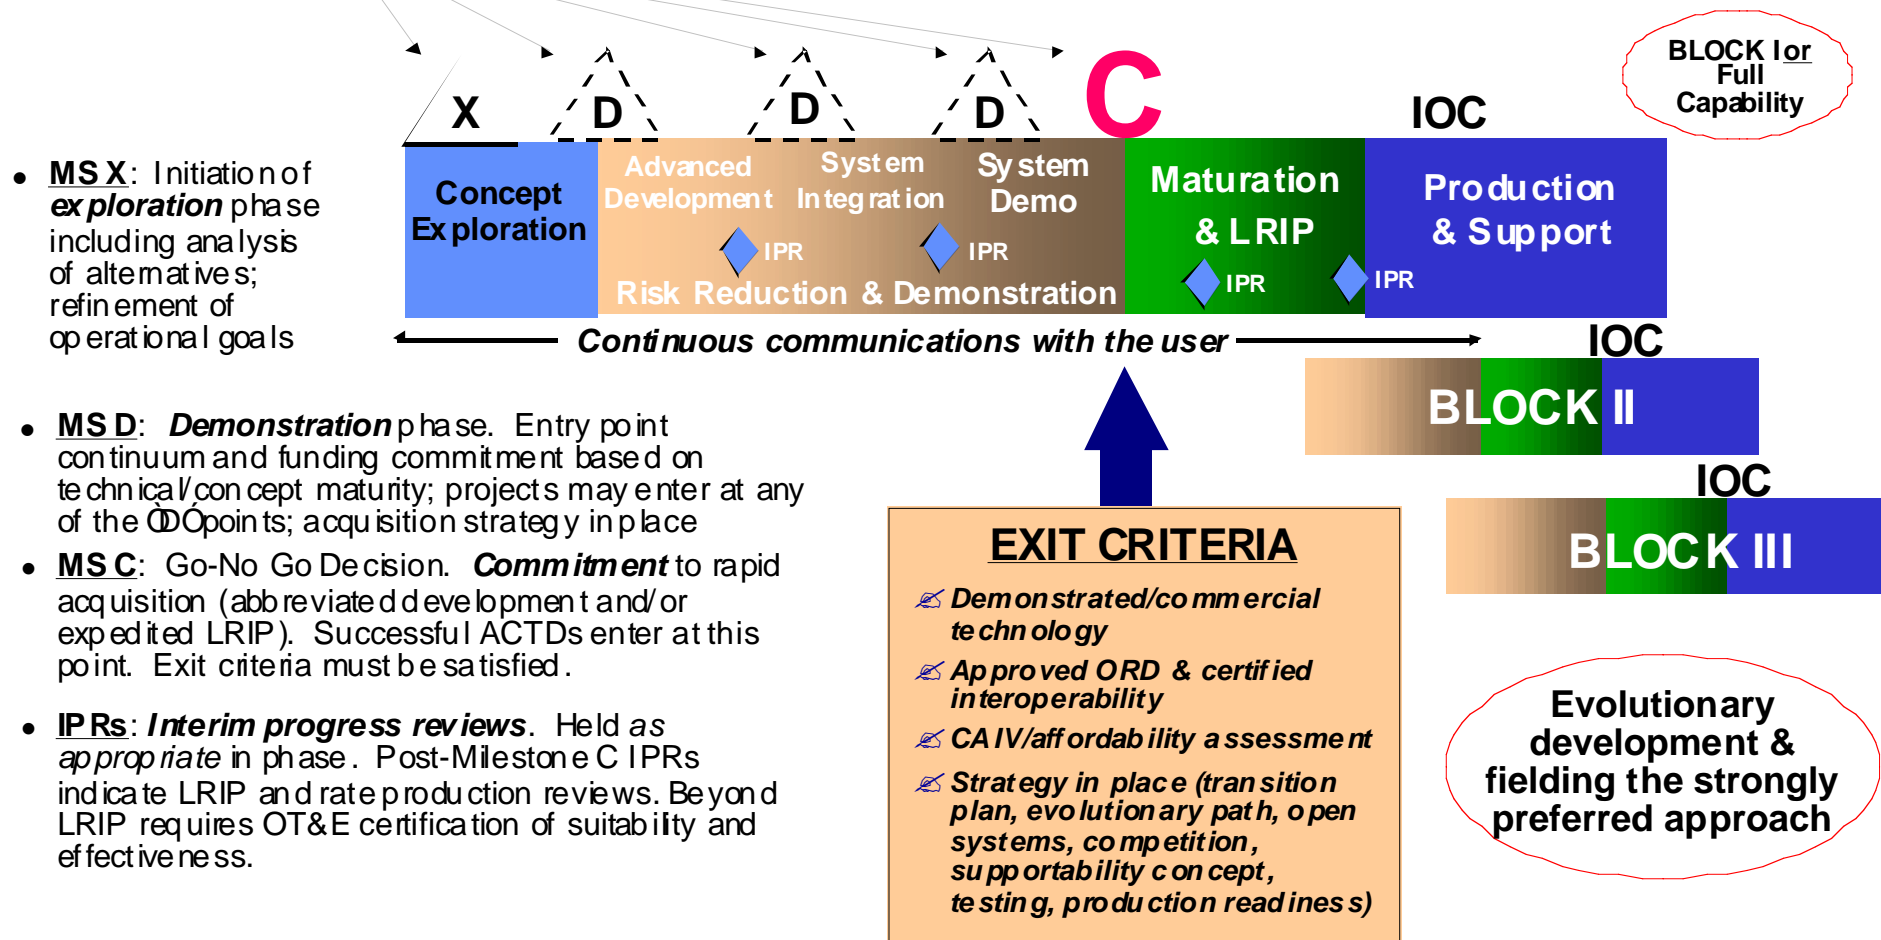 BLOCK I or
Full
Capability
X
D
D
D
C
IOC
Concept
Exploration
Advanced
Development
System
Integration
System
Demo
IPR
IPR
Risk Reduction & Demonstration
Maturation
& LRIP
IPR
IPR
Production
& Support
Continuous communications with the user
IOC
BLOCK II
IOC
BLOCK III
• MS X: Initiation of
exploration phase
including analysis
of alternatives;
refinement of
operational goals
• MS D: Demonstration phase. Entry point
continuum and funding commitment based on
technical/concept maturity; projects may enter at any
of the ÒDÓ points; acquisition strategy in place
• MS C: Go-No Go Decision. Commitment to rapid
acquisition (abbreviated development and/or
expedited LRIP). Successful ACTDs enter at this
point. Exit criteria must be satisfied.
• IPRs: Interim progress reviews. Held as
appropriate in phase. Post-Milestone C IPRs
indicate LRIP and rate production reviews. Beyond
LRIP requires OT&E certification of suitability and
effectiveness.
EXIT CRITERIA
Demonstrated/commercial
technology
Approved ORD & certified
interoperability
CAIV/affordability assessment
Strategy in place (transition
plan, evolutionary path, open
systems, competition,
supportability concept,
testing, production readiness)
Evolutionary
development &
fielding the strongly
preferred approach